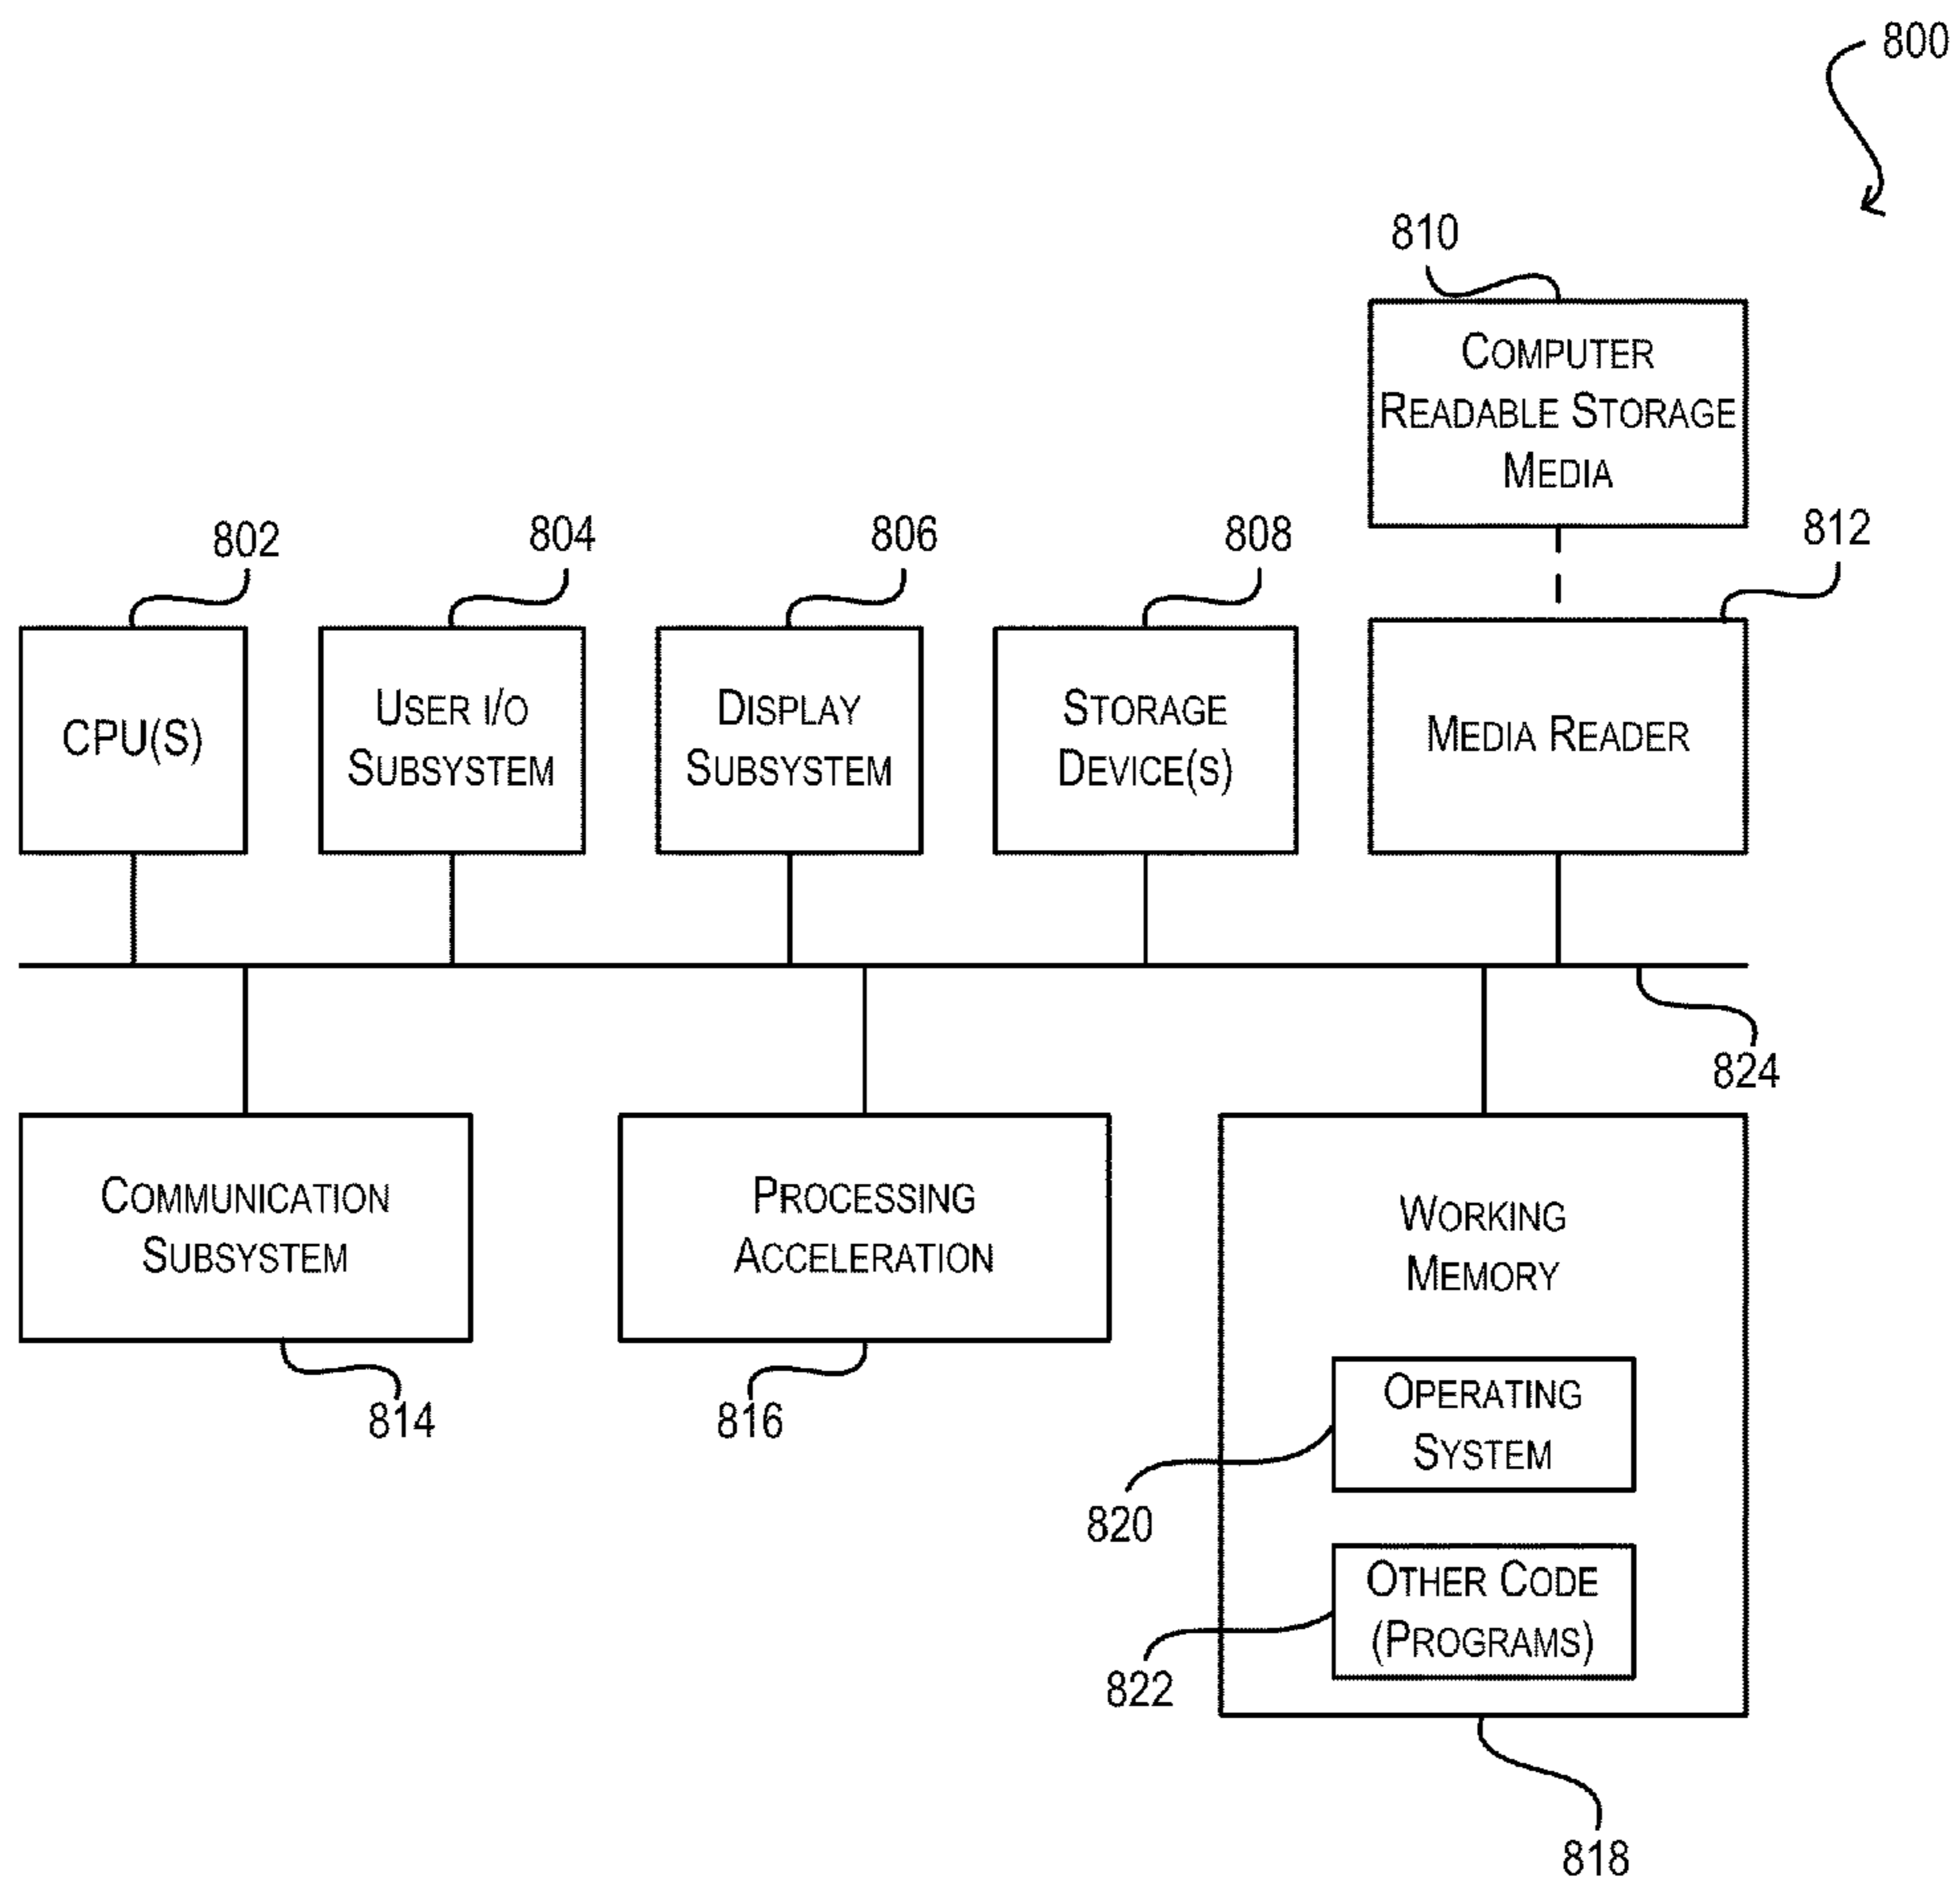 800
810
COMPUTER
READABLE STORAGE
MEDIA
802
804
806
808
812
CPU(S)
USER I/O
SUBSYSTEM
DISPLAY
SUBSYSTEM
STORAGE
DEVICE(S)
MEDIA READER
824
COMMUNICATION
SUBSYSTEM
814
PROCESSING
ACCELERATION
816
WORKING
MEMORY
OPERATING
SYSTEM
820
OTHER CODE
(PROGRAMS)
822
818